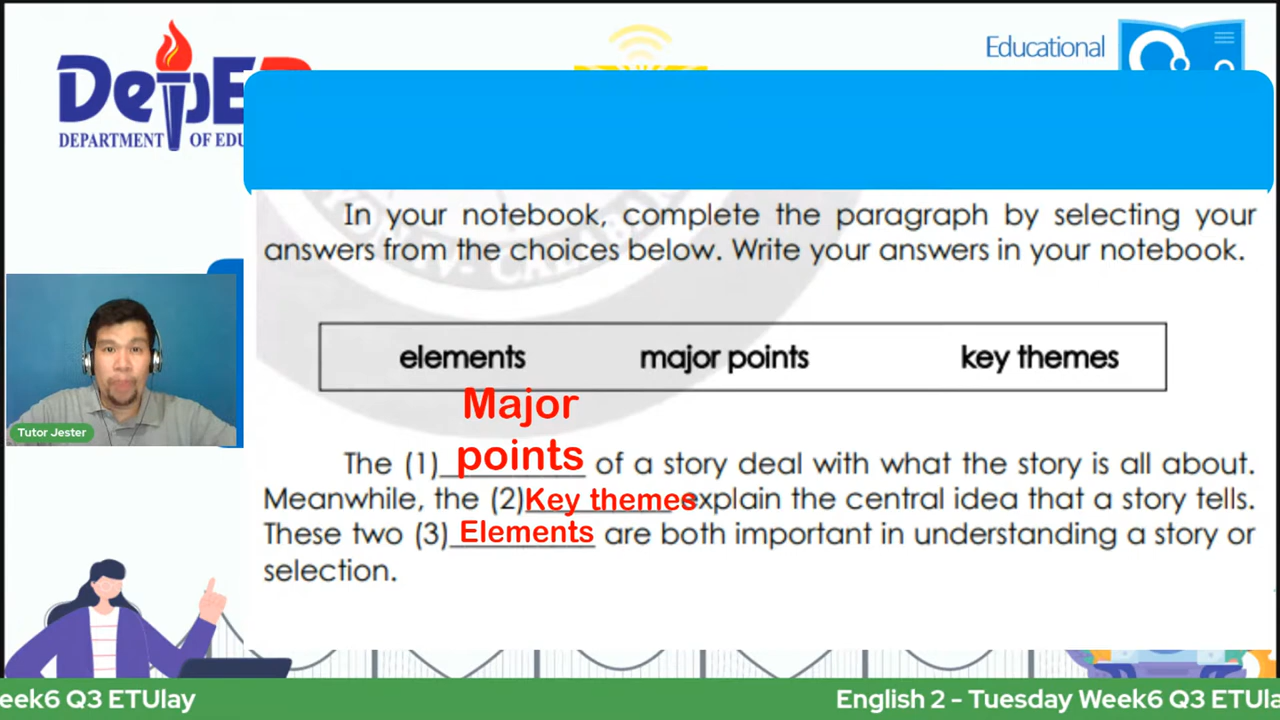 DepED
DEPARTMENT OF EDU
Educational
In your notebook, complete the paragraph by selecting your
answers from the choices below. Write your answers in your notebook.
elements major points key themes
Major
points
The (1)__________ of a story deal with what the story is all about.
Meanwhile, the (2)Key themes explain the central idea that a story tells.
These two (3) Elements are both important in understanding a story or
selection.
Tutor Jester
eek6 Q3 ETUlay
English 2 - Tuesday Week6 Q3 ETUla